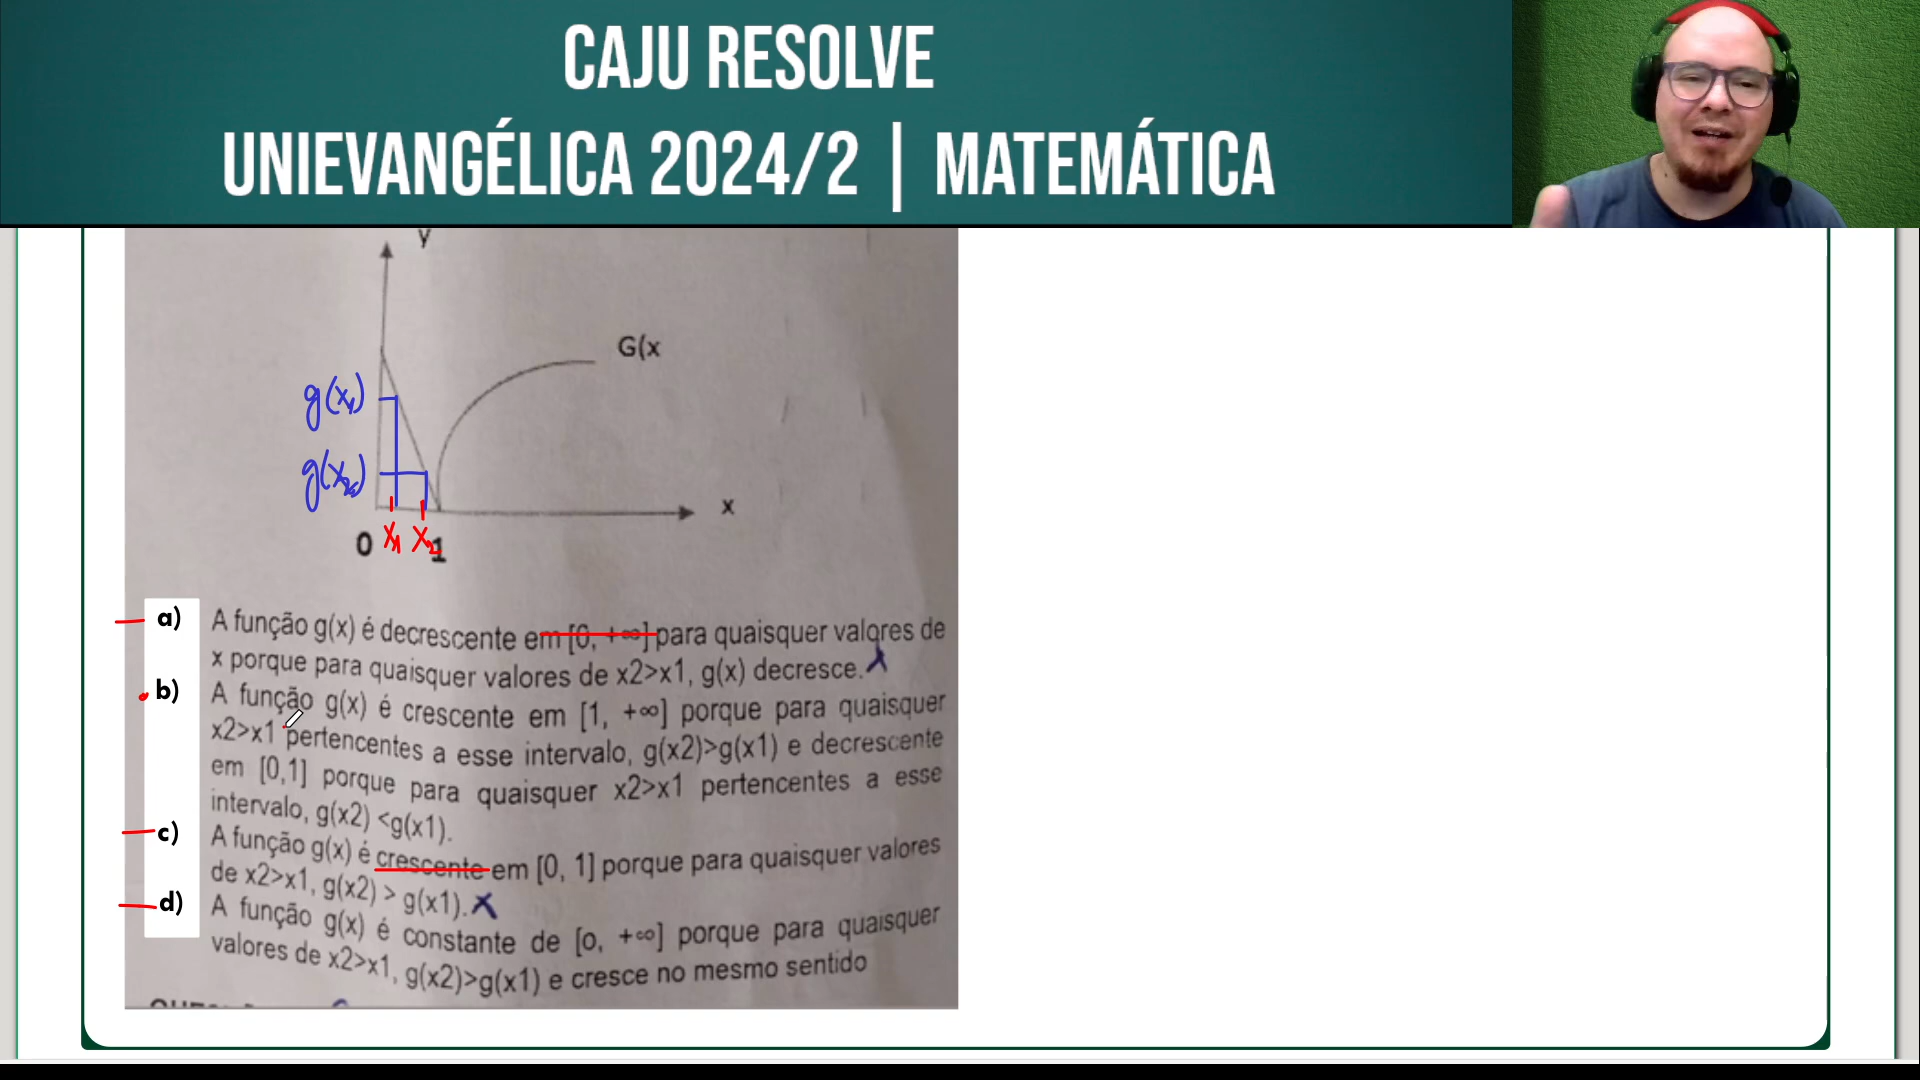 CAJU RESOLVE
UNIEVANGÉLICA 2024/2 | MATEMÁTICA
y
G(x
g(x1)
g(x2)
x
0 x1 x2 1
a) A função g(x) é decrescente em [0, +∞] para quaisquer valores de
x porque para quaisquer valores de x2>x1, g(x) decresce. X
b) A função g(x) é crescente em [1, +∞] porque para quaisquer
x2>x1 pertencentes a esse intervalo, g(x2)>g(x1) e decrescente
em [0,1] porque para quaisquer x2>x1 pertencentes a esse
intervalo, g(x2) <g(x1).
c) A função g(x) é crescente em [0, 1] porque para quaisquer valores
de x2>x1, g(x2) > g(x1). X
d) A função g(x) é constante de [o, +∞] porque para quaisquer
valores de x2>x1, g(x2)>g(x1) e cresce no mesmo sentido